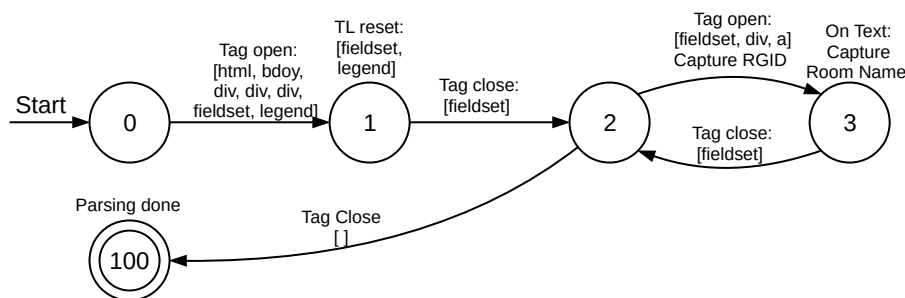 Start
0
Tag open:
[html, bdoy,
div, div, div,
fieldset, legend]
TL reset:
[fieldset,
legend]
1
Tag close:
[fieldset]
2
Tag open:
[fieldset, div, a]
Capture RGID
On Text:
Capture
Room Name
3
Tag close:
[fieldset]
Tag Close
[ ]
Parsing done
100